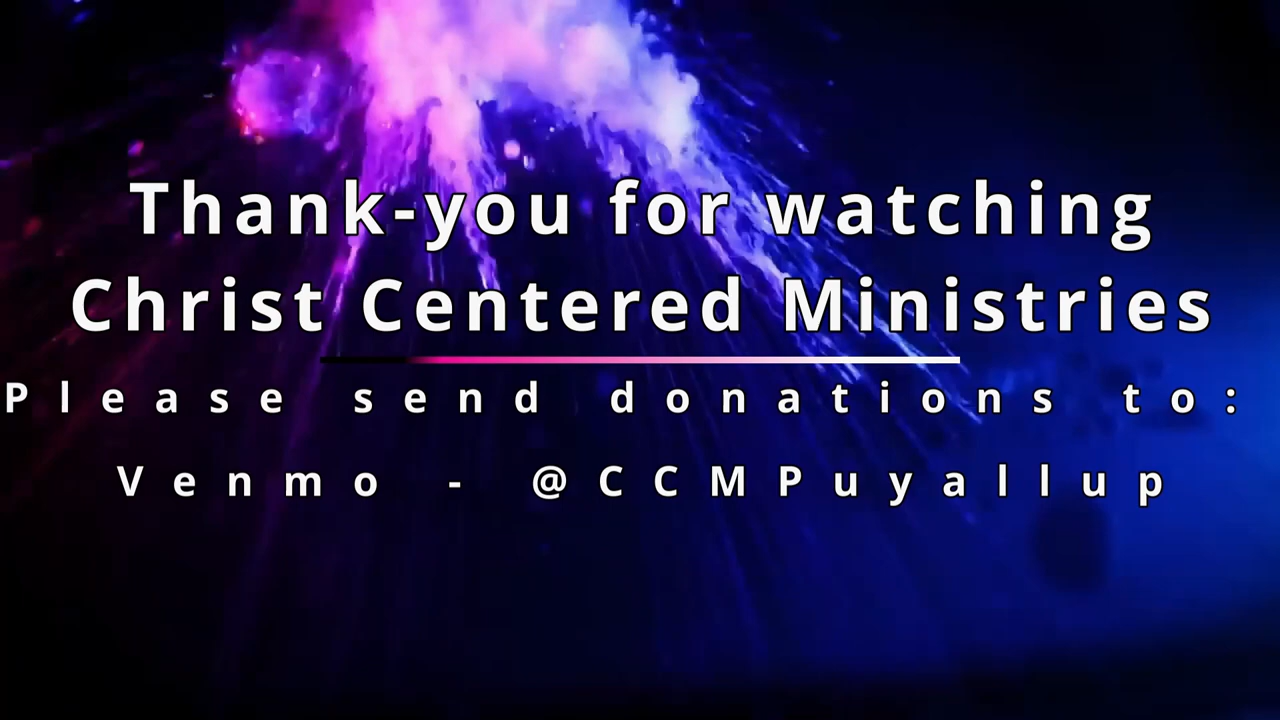 Thank-you for watching
Christ Centered Ministries
Please send donations to:
Venmo - @CCMPuyallup